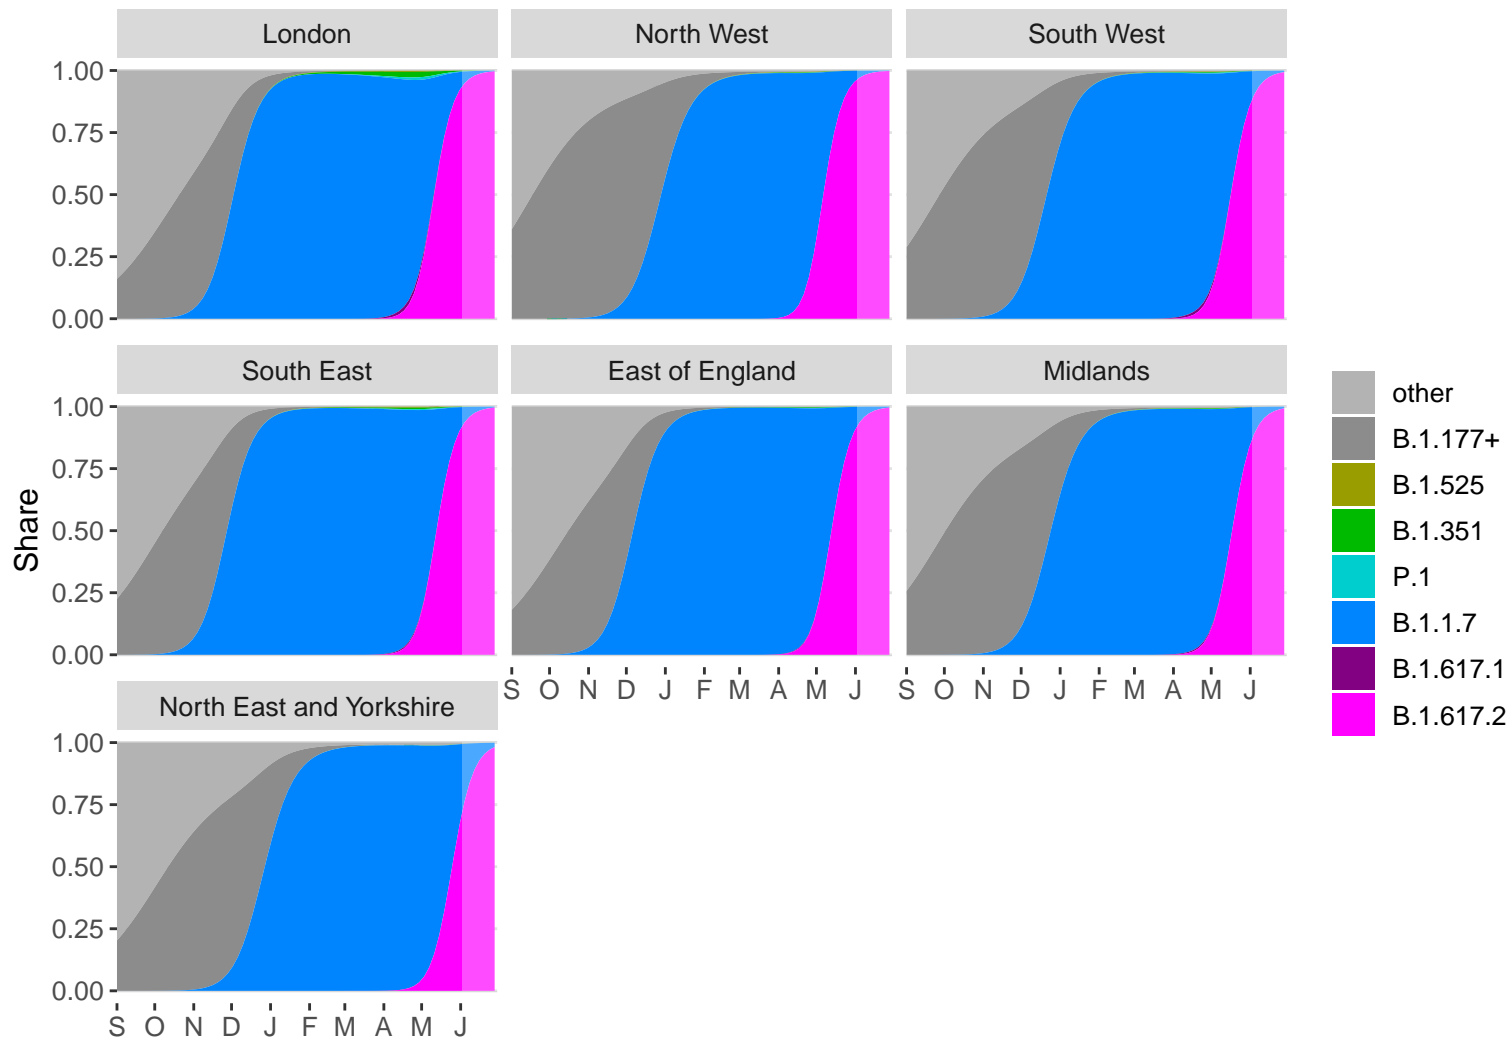 London
North West
South West
1.00
0.75
0.50
0.25
0.00
South East
East of England
Midlands
1.00
0.75
0.50
0.25
0.00
S O N D J F M A M J
S O N D J F M A M J
North East and Yorkshire
1.00
0.75
0.50
0.25
0.00
S O N D J F M A M J
Share
other
B.1.177+
B.1.525
B.1.351
P.1
B.1.1.7
B.1.617.1
B.1.617.2